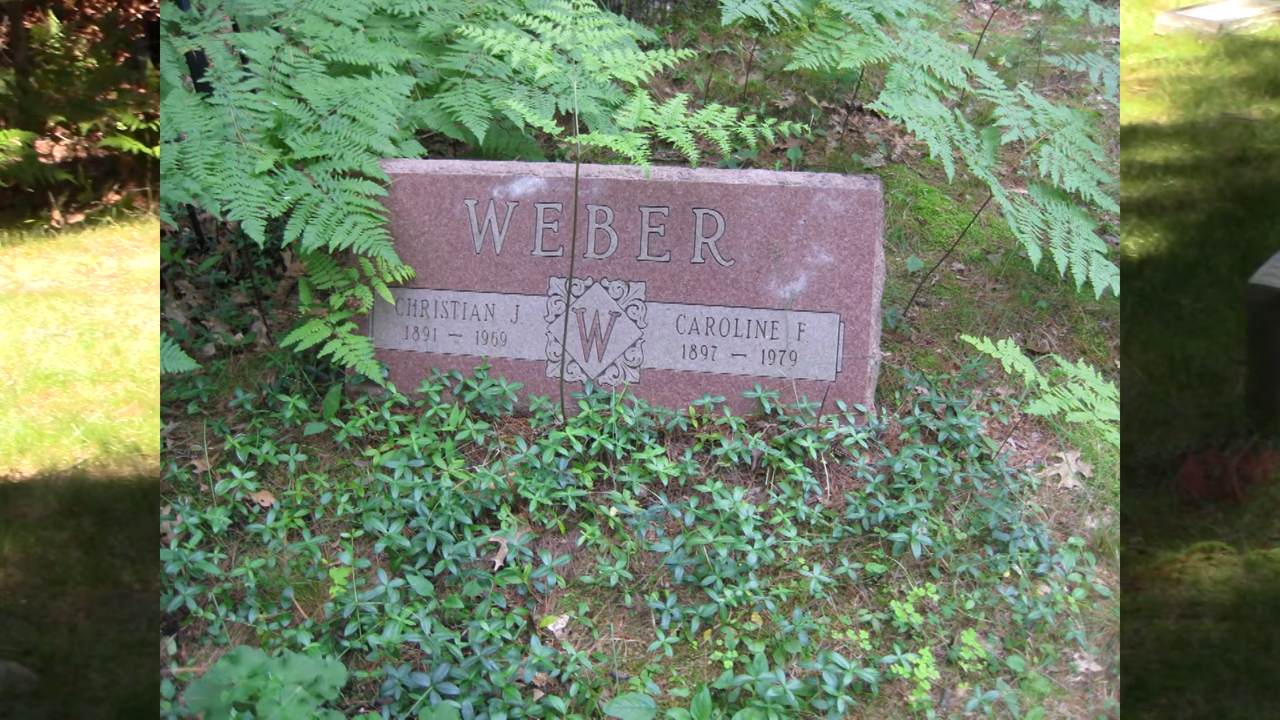 WEBER
CHRISTIAN J
1891 — 1969
W
CAROLINE F
1897 — 1979